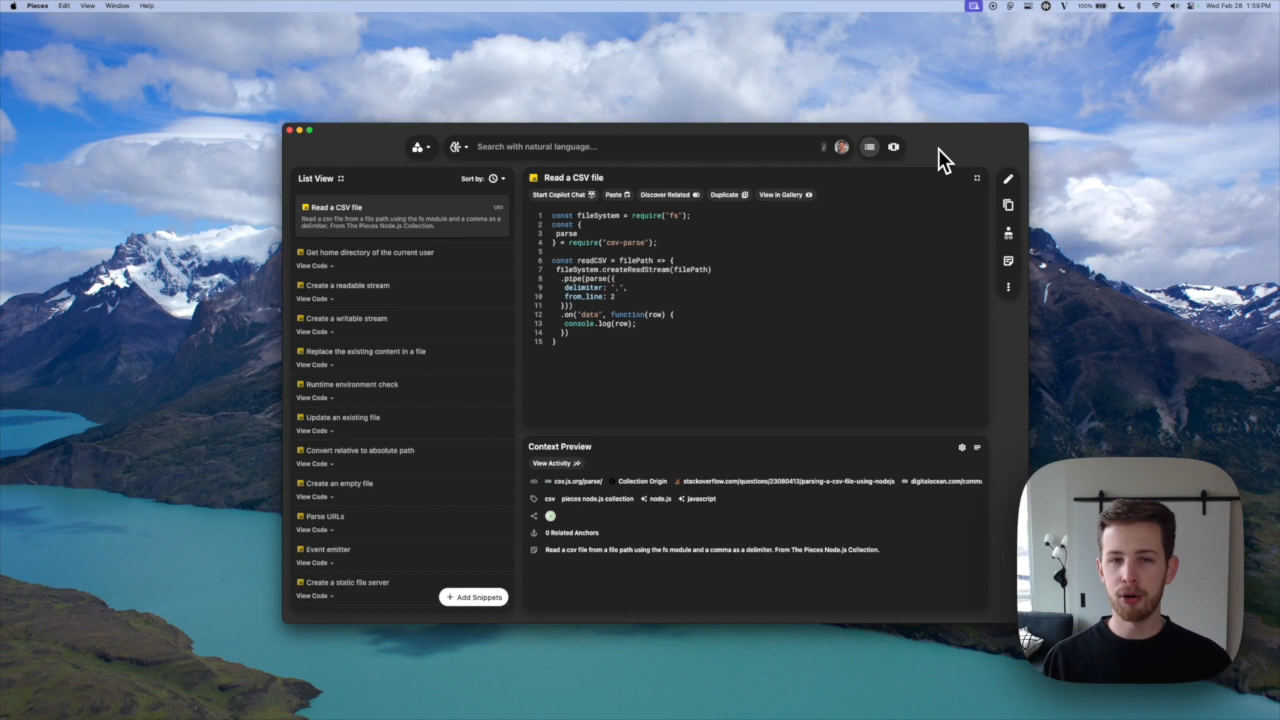 Pieces Edit View Window Help
100% Wed Feb 28 1:59 PM
Search with natural language... /
List View Sort by:
Read a CSV file
Read a csv file from a file path using the fs module and a comma as a
delimiter. From The Pieces Node.js Collection.
Get home directory of the current user
View Code
Create a readable stream
View Code
Create a writable stream
View Code
Replace the existing content in a file
View Code
Runtime environment check
View Code
Update an existing file
View Code
Convert relative to absolute path
View Code
Create an empty file
View Code
Parse URLs
View Code
Event emitter
View Code
Create a static file server
View Code
+ Add Snippets
Read a CSV file
Start Copilot Chat Paste Discover Related Duplicate View in Gallery
1 const fileSystem = require("fs");
2 const {
3 parse
4 } = require("csv-parse");
5
6 const readCSV = filePath => {
7 fileSystem.createReadStream(filePath)
8 .pipe(parse({
9 delimiter: ",",
10 from_line: 2
11 }))
12 .on("data", function(row) {
13 console.log(row);
14 })
15 }
Context Preview
View Activity
csv.js.org/parse/ Collection Origin stackoverflow.com/questions/23080413/parsing-a-csv-file-using-nodejs digitalocean.com/comm
csv pieces node.js collection node.js javascript
0 Related Anchors
Read a csv file from a file path using the fs module and a comma as a delimiter. From The Pieces Node.js Collection.